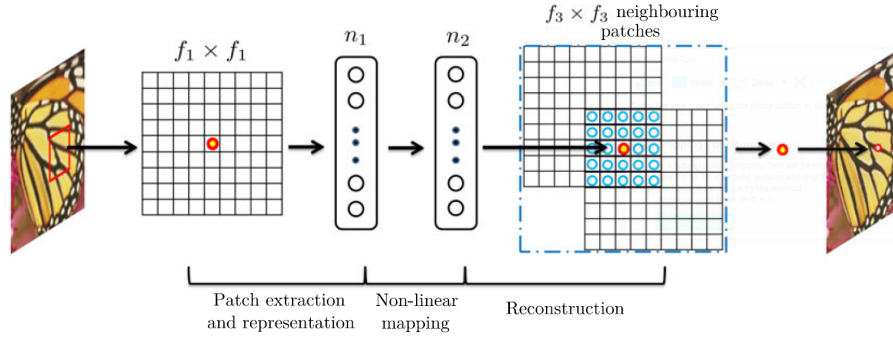 f₃ × f₃ neighbouring
patches
f₁ × f₁
n₁
n₂
Patch extraction
and representation
Non-linear
mapping
Reconstruction